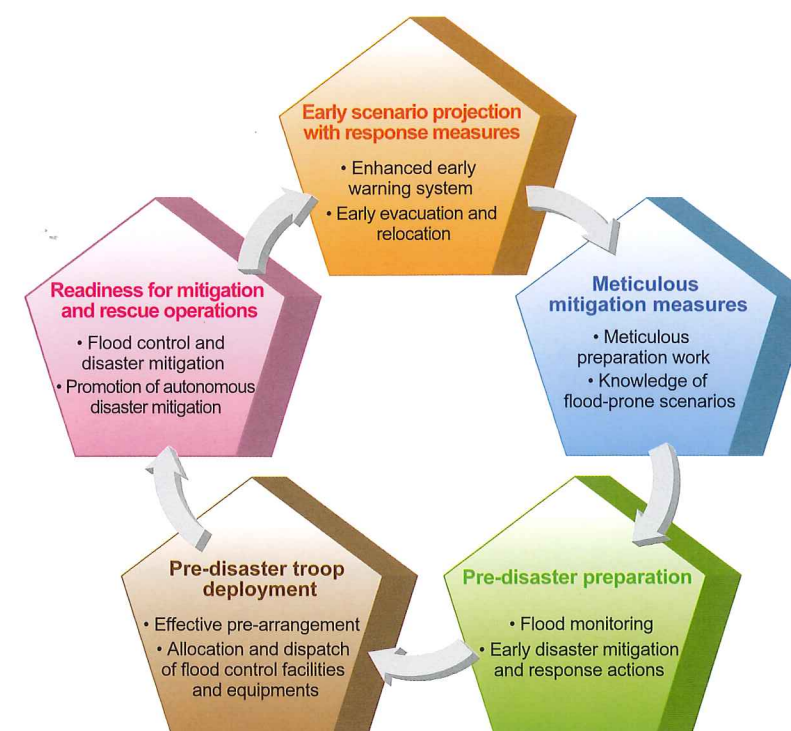 Early scenario projection
with response measures
• Enhanced early
warning system
• Early evacuation and
relocation
Meticulous
mitigation measures
• Meticulous
preparation work
• Knowledge of
flood-prone scenarios
Pre-disaster preparation
• Flood monitoring
• Early disaster mitigation
and response actions
Pre-disaster troop
deployment
• Effective pre-arrangement
• Allocation and dispatch
of flood control facilities
and equipments
Readiness for mitigation
and rescue operations
• Flood control and
disaster mitigation
• Promotion of autonomous
disaster mitigation